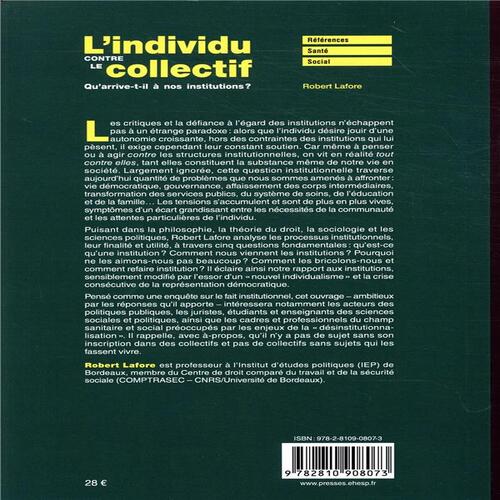 L'individu
CONTRE
LE collectif
Qu'arrive-t-il à nos institutions ?
Références
Santé
Social
Robert Lafore
Les critiques et la défiance à l'égard des institutions n'échappent
pas à un étrange paradoxe : alors que l'individu désire jouir d'une
autonomie croissante, hors des contraintes des institutions qui lui
pèsent, il exige cependant leur constant soutien. Car même à penser
ou à agir contre les structures institutionnelles, on vit en réalité tout
contre elles, tant elles constituent la substance même de notre vie en
société. Largement ignorée, cette question institutionnelle traverse
aujourd'hui quantité de problèmes que nous sommes amenés à affronter :
vie démocratique, gouvernance, affaissement des corps intermédiaires,
transformation des services publics, du système de soins, de l'éducation
et de la famille... Les tensions s'accumulent et sont de plus en plus vives,
symptômes d'un écart grandissant entre les nécessités de la communauté
et les attentes particulières de l'individu.
Puisant dans la philosophie, la théorie du droit, la sociologie et les
sciences politiques, Robert Lafore analyse les processus institutionnels,
leur finalité et utilité, à travers cinq questions fondamentales : qu'est-ce
qu'une institution ? Comment nous viennent les institutions ? Pourquoi
ne les aimons-nous pas beaucoup ? Comment les bricolons-nous et
comment refaire institution ? Il éclaire ainsi notre rapport aux institutions,
sensiblement modifié par l'essor d'un « nouvel individualisme » et la crise
consécutive de la représentation démocratique.
Pensé comme une enquête sur le fait institutionnel, cet ouvrage – ambitieux
par les réponses qu'il apporte – intéressera notamment les acteurs des
politiques publiques, les juristes, étudiants et enseignants des sciences
sociales et politiques, ainsi que les cadres et professionnels du champ
sanitaire et social préoccupés par les enjeux de la « désinstitutionna-
lisation ». Il rappelle, avec à-propos, qu'il n'y a pas de sujet sans son
inscription dans des collectifs et pas de collectifs sans sujets qui les
fassent vivre.
Robert Lafore est professeur à l'Institut d'études politiques (IEP) de
Bordeaux, membre du Centre de droit comparé du travail et de la sécurité
sociale (COMPTRASEC – CNRS/Université de Bordeaux).
ISBN : 978-2-8109-0807-3
9 782810 908073
28 €
www.presses.ehesp.fr